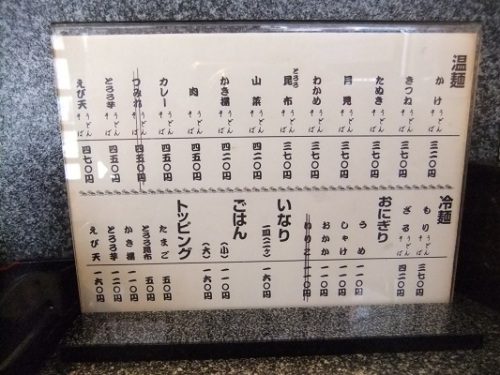 温麺
かけ うどん そば 三二〇円
きつね うどん そば 三七〇円
たぬき うどん そば 三七〇円
月見 うどん そば 三七〇円
わかめ うどん そば 三七〇円
とろろ昆布 うどん そば 三七〇円
山菜 うどん そば 四二〇円
かき揚 うどん そば 四二〇円
肉 うどん そば 四五〇円
カレー うどん そば 四五〇円
つみれ うどん そば 四五〇円
とろろ芋 うどん そば 四五〇円
えび天 うどん そば 四七〇円
冷麺
もり うどん そば 三七〇円
ざる うどん そば 四二〇円
おにぎり
うめ 一一〇円
しゃけ 一一〇円
おかか 一一〇円
一一〇円
いなり
一皿(二ケ) 一六〇円
ごはん
(小) 一一〇円
(大) 一六〇円
トッピング
たまご 五〇円
とろろ昆布 五〇円
かき揚 一一〇円
とろろ芋 一二〇円
えび天 一六〇円